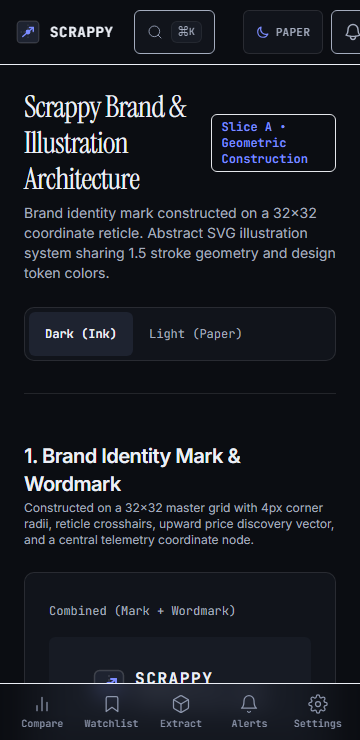 SCRAPPY
⌘K
PAPER
Scrappy Brand &
Illustration
Architecture
Slice A •
Geometric
Construction
Brand identity mark constructed on a 32×32
coordinate reticle. Abstract SVG illustration
system sharing 1.5 stroke geometry and design
token colors.
Dark (Ink)
Light (Paper)
1. Brand Identity Mark &
Wordmark
Constructed on a 32×32 master grid with 4px corner
radii, reticle crosshairs, upward price discovery vector,
and a central telemetry coordinate node.
Combined (Mark + Wordmark)
SCRAPPY
Compare
Watchlist
Extract
Alerts
Settings